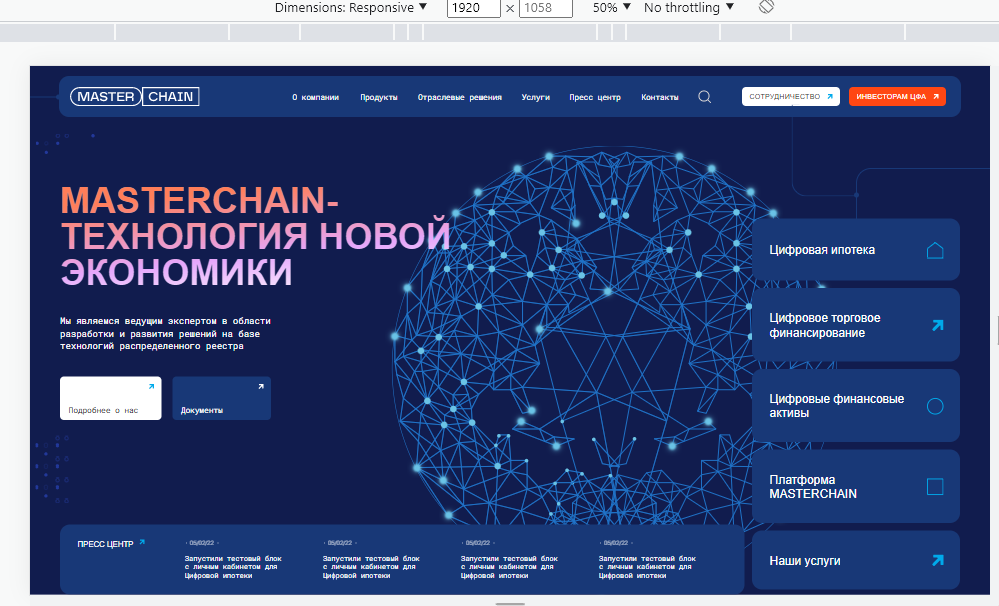 Dimensions: Responsive ▼ 1920 × 1058 50% ▼ No throttling ▼
MASTER CHAIN
О компании Продукты Отраслевые решения Услуги Пресс центр Контакты
СОТРУДНИЧЕСТВО
ИНВЕСТОРАМ ЦФА
MASTERCHAIN-
ТЕХНОЛОГИЯ НОВОЙ
ЭКОНОМИКИ
Мы являемся ведущим экспертом в области
разработки и развития решений на базе
технологий распределенного реестра
Подробнее о нас
Документы
Цифровая ипотека
Цифровое торговое
финансирование
Цифровые финансовые
активы
Платформа
MASTERCHAIN
Наши услуги
ПРЕСС ЦЕНТР
· 05/02/22 ·
Запустили тестовый блок
с личным кабинетом для
Цифровой ипотеки
· 05/02/22 ·
Запустили тестовый блок
с личным кабинетом для
Цифровой ипотеки
· 05/02/22 ·
Запустили тестовый блок
с личным кабинетом для
Цифровой ипотеки
· 05/02/22 ·
Запустили тестовый блок
с личным кабинетом для
Цифровой ипотеки